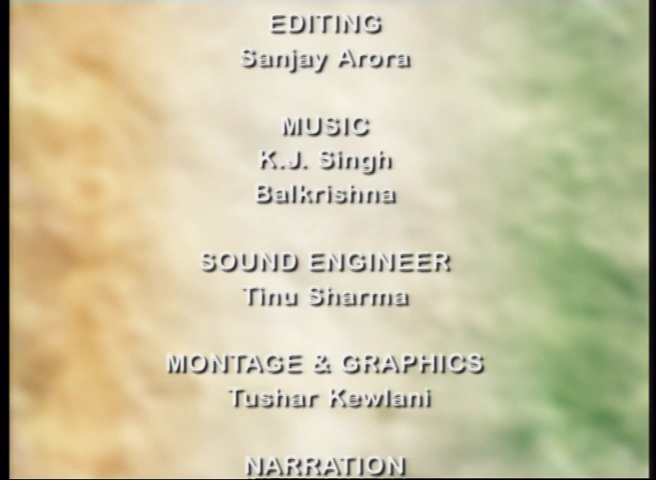 EDITING
Sanjay Arora
MUSIC
K.J. Singh
Balkrishna
SOUND ENGINEER
Tinu Sharma
MONTAGE & GRAPHICS
Tushar Kewlani
NARRATION